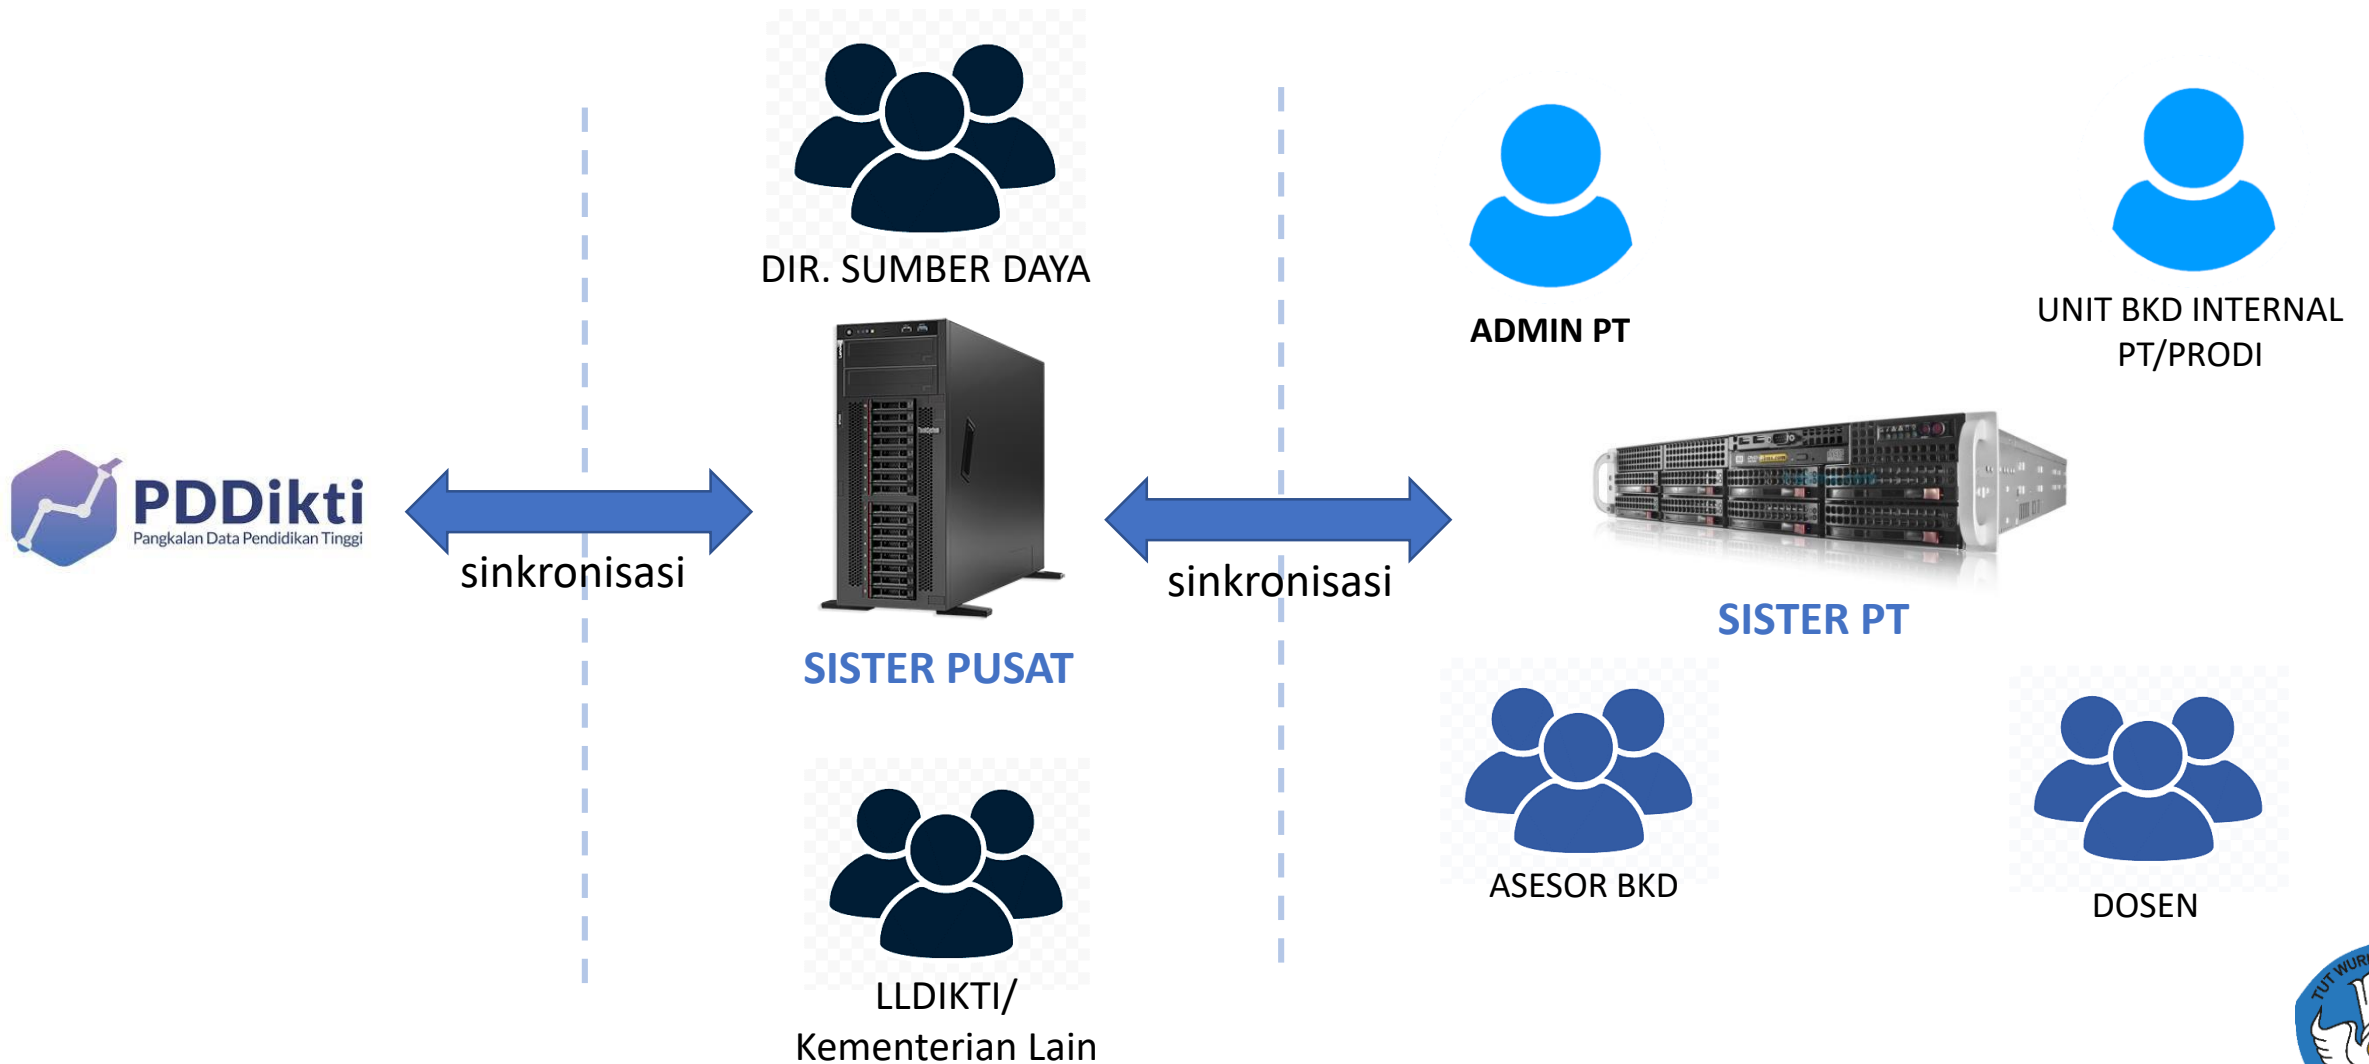 DIR. SUMBER DAYA
ADMIN PT
UNIT BKD INTERNAL
PT/PRODI
PDDikti
Pangkalan Data Pendidikan Tinggi
sinkronisasi
sinkronisasi
SISTER PUSAT
SISTER PT
ASESOR BKD
DOSEN
LLDIKTI/
Kementerian Lain
TUT